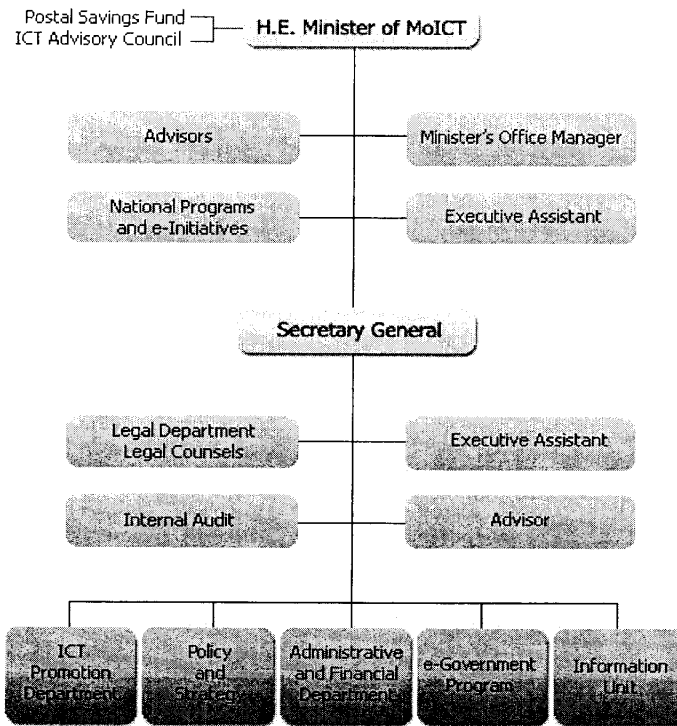 Postal Savings Fund
ICT Advisory Council
H.E. Minister of MoICT
Advisors
Minister's Office Manager
National Programs
and e-Initiatives
Executive Assistant
Secretary General
Legal Department
Legal Counsels
Executive Assistant
Internal Audit
Advisor
ICT
Promotion
Department
Policy
and
Strategy
Administrative
and Financial
Department
e-Government
Program
Information
Unit